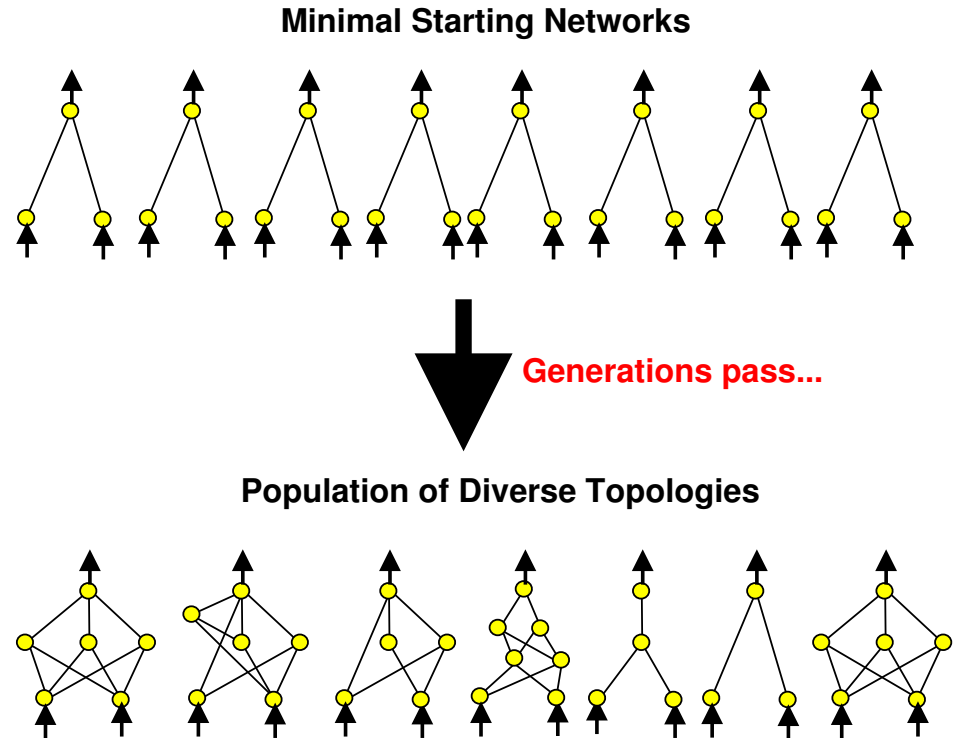 Minimal Starting Networks
Generations pass...
Population of Diverse Topologies